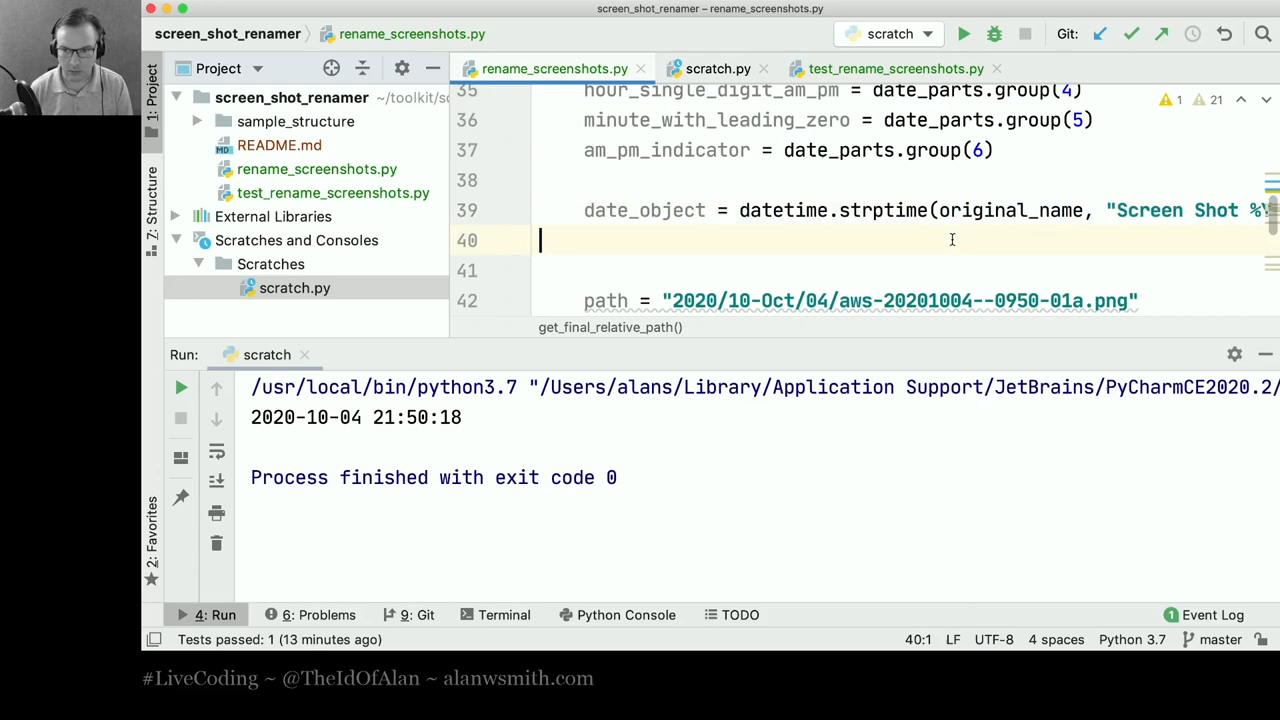 screen_shot_renamer – rename_screenshots.py
screen_shot_renamer
rename_screenshots.py
scratch
Git:
1: Project
Project
rename_screenshots.py
scratch.py
test_rename_screenshots.py
screen_shot_renamer ~/toolkit/sc
sample_structure
README.md
rename_screenshots.py
test_rename_screenshots.py
External Libraries
Scratches and Consoles
Scratches
scratch.py
7: Structure
2: Favorites
1 21
35 hour_single_digit_am_pm = date_parts.group(4)
36 minute_with_leading_zero = date_parts.group(5)
37 am_pm_indicator = date_parts.group(6)
38
39 date_object = datetime.strptime(original_name, "Screen Shot %Y
40
41
42 path = "2020/10-Oct/04/aws-20201004--0950-01a.png"
get_final_relative_path()
Run: scratch
/usr/local/bin/python3.7 "/Users/alans/Library/Application Support/JetBrains/PyCharmCE2020.2/
2020-10-04 21:50:18
Process finished with exit code 0
4: Run 6: Problems 9: Git Terminal Python Console TODO 1 Event Log
Tests passed: 1 (13 minutes ago) 40:1 LF UTF-8 4 spaces Python 3.7 master
#LiveCoding ~ @TheIdOfAlan ~ alanwsmith.com